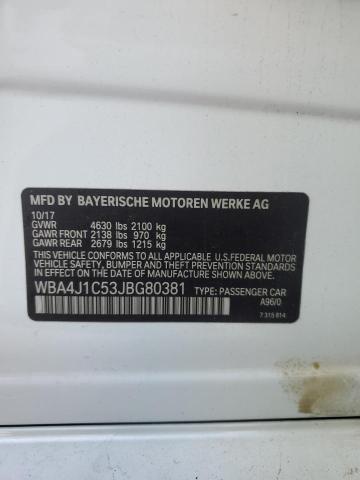 MFD BY BAYERISCHE MOTOREN WERKE AG
10/17
GVWR 4630 lbs 2100 kg
GAWR FRONT 2138 lbs 970 kg
GAWR REAR 2679 lbs 1215 kg
THIS VEHICLE CONFORMS TO ALL APPLICABLE U.S.FEDERAL MOTOR
VEHICLE SAFETY, BUMPER, AND THEFT PREVENTION STANDARDS IN
EFFECT ON THE DATE OF MANUFACTURE SHOWN ABOVE.
WBA4J1C53JBG80381 TYPE: PASSENGER CAR
A96/0
7 315 814